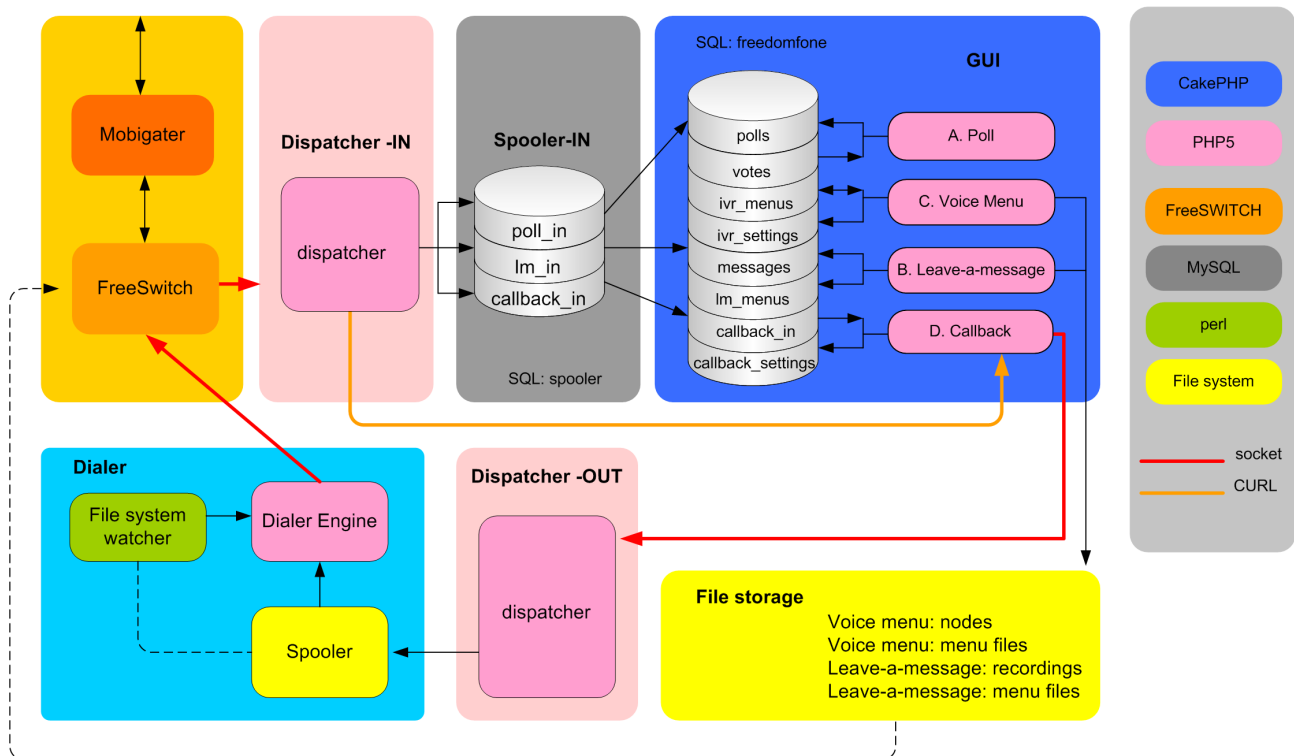 Mobigater
FreeSwitch
Dispatcher -IN
dispatcher
Spooler-IN
poll_in
lm_in
callback_in
SQL: spooler
SQL: freedomfone
GUI
polls
votes
ivr_menus
ivr_settings
messages
lm_menus
callback_in
callback_settings
A. Poll
C. Voice Menu
B. Leave-a-message
D. Callback
CakePHP
PHP5
FreeSWITCH
MySQL
perl
File system
socket
CURL
Dialer
File system
watcher
Dialer Engine
Spooler
Dispatcher -OUT
dispatcher
File storage
Voice menu: nodes
Voice menu: menu files
Leave-a-message: recordings
Leave-a-message: menu files